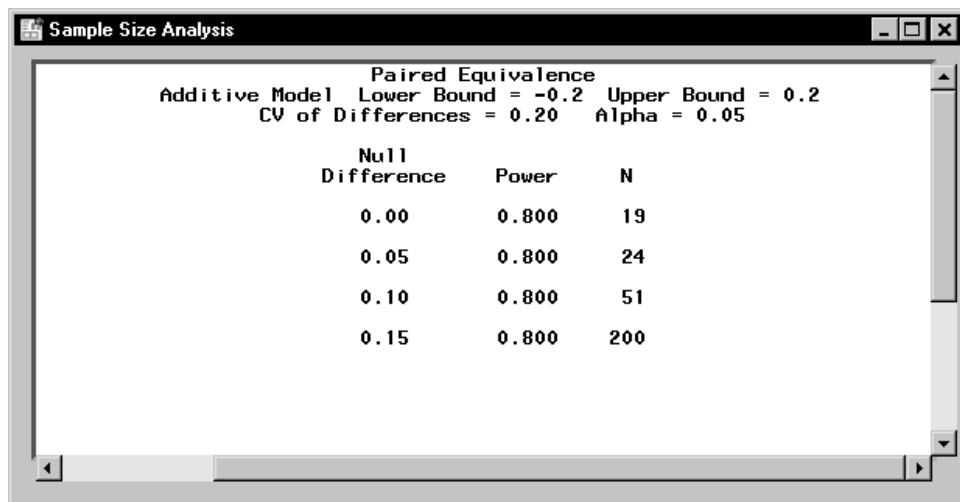 Sample Size Analysis
Paired Equivalence
Additive Model Lower Bound = -0.2 Upper Bound = 0.2
CV of Differences = 0.20 Alpha = 0.05
Null
Difference Power N
0.00 0.800 19
0.05 0.800 24
0.10 0.800 51
0.15 0.800 200